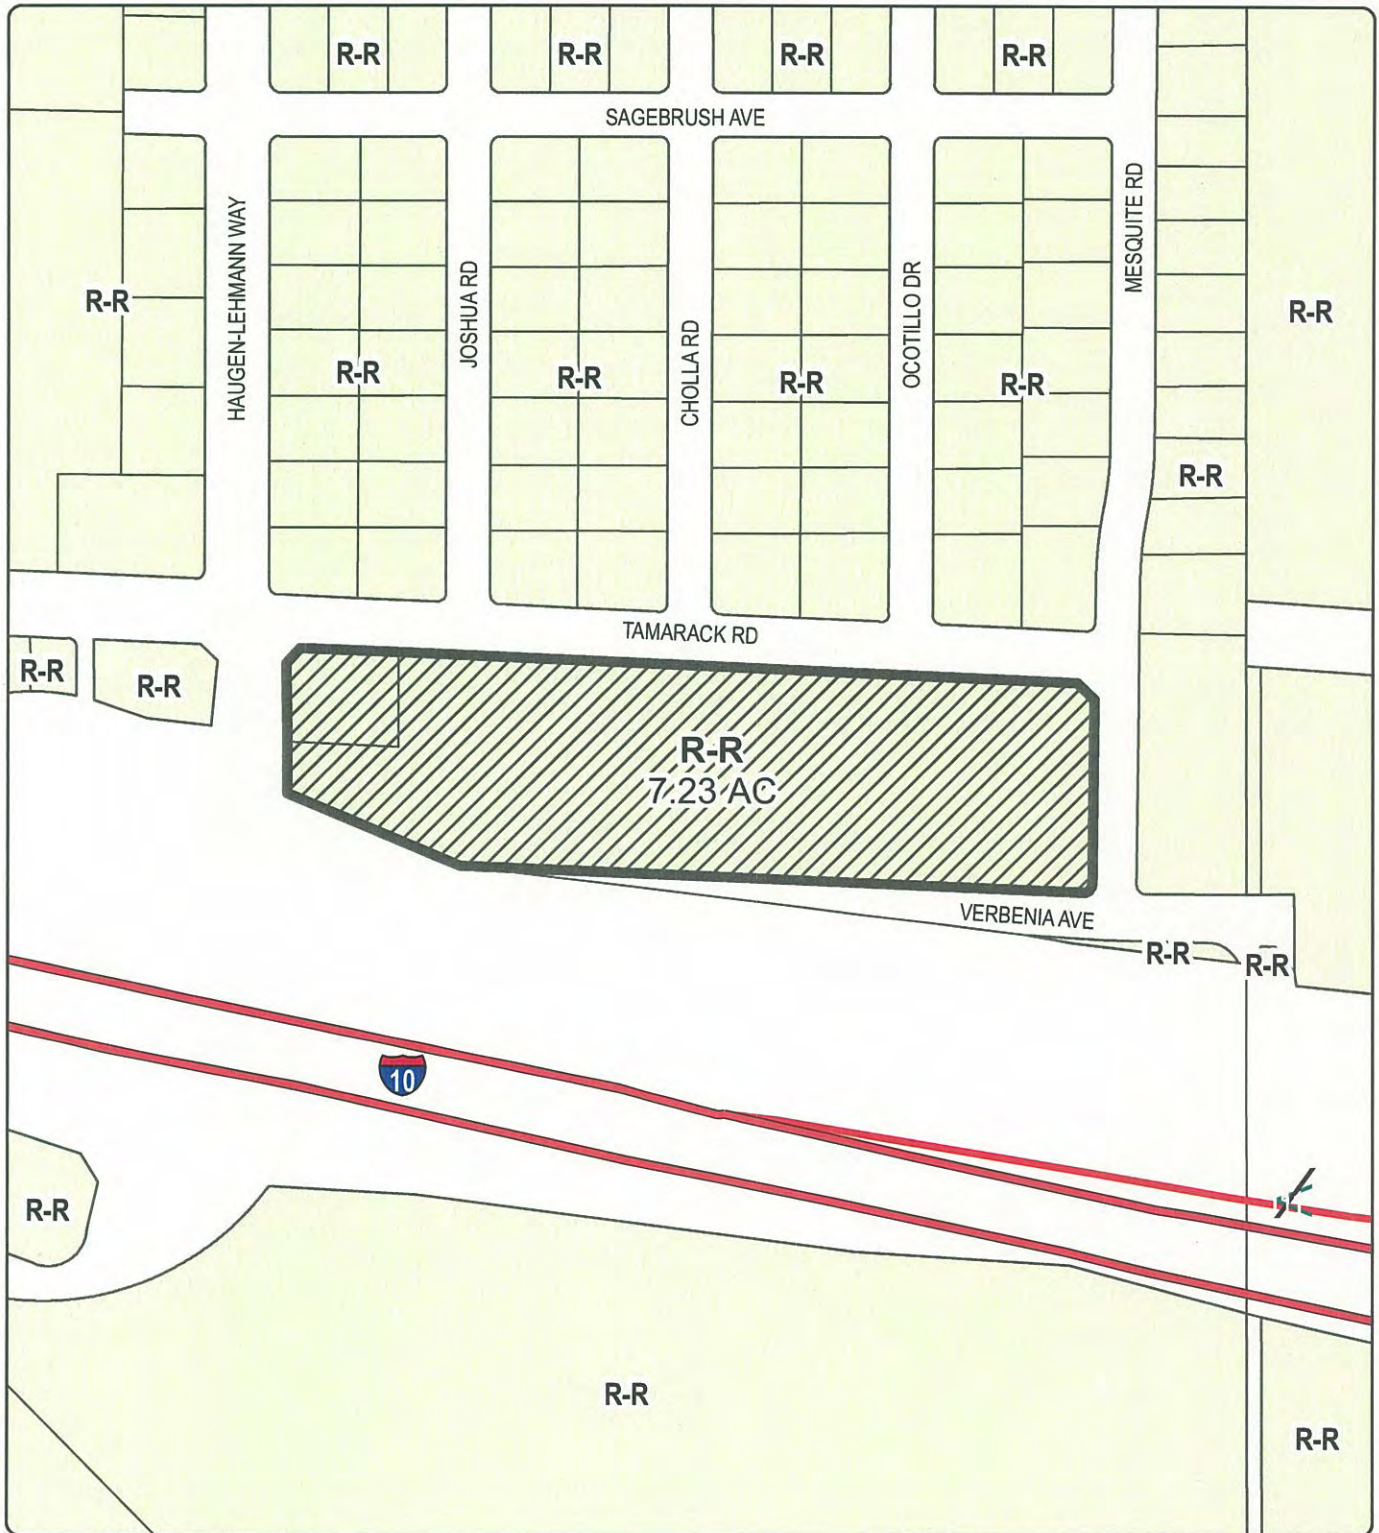 R-R
R-R
R-R
R-R
SAGEBRUSH AVE
HAUGEN-LEHMANN WAY
JOSHUA RD
CHOLLA RD
OCOTILLO DR
MESQUITE RD
R-R
R-R
R-R
R-R
R-R
R-R
R-R
R-R
TAMARACK RD
R-R
R-R
R-R
7.23 AC
VERBENIA AVE
R-R
R-R
10
R-R
R-R
R-R